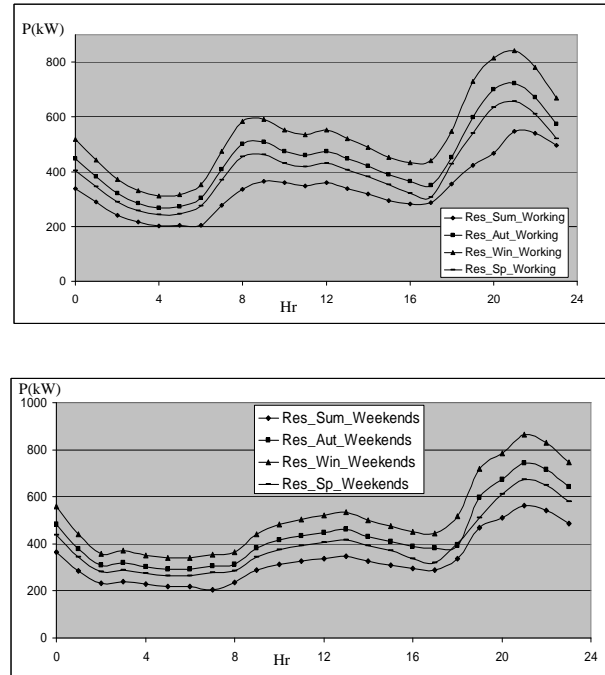 P(kW)
800
600
400
200
0
0 4 8 12 16 20 24
Hr
Res_Sum_Working
Res_Aut_Working
Res_Win_Working
Res_Sp_Working
P(kW)
1000
800
600
400
200
0
0 4 8 12 16 20 24
Hr
Res_Sum_Weekends
Res_Aut_Weekends
Res_Win_Weekends
Res_Sp_Weekends